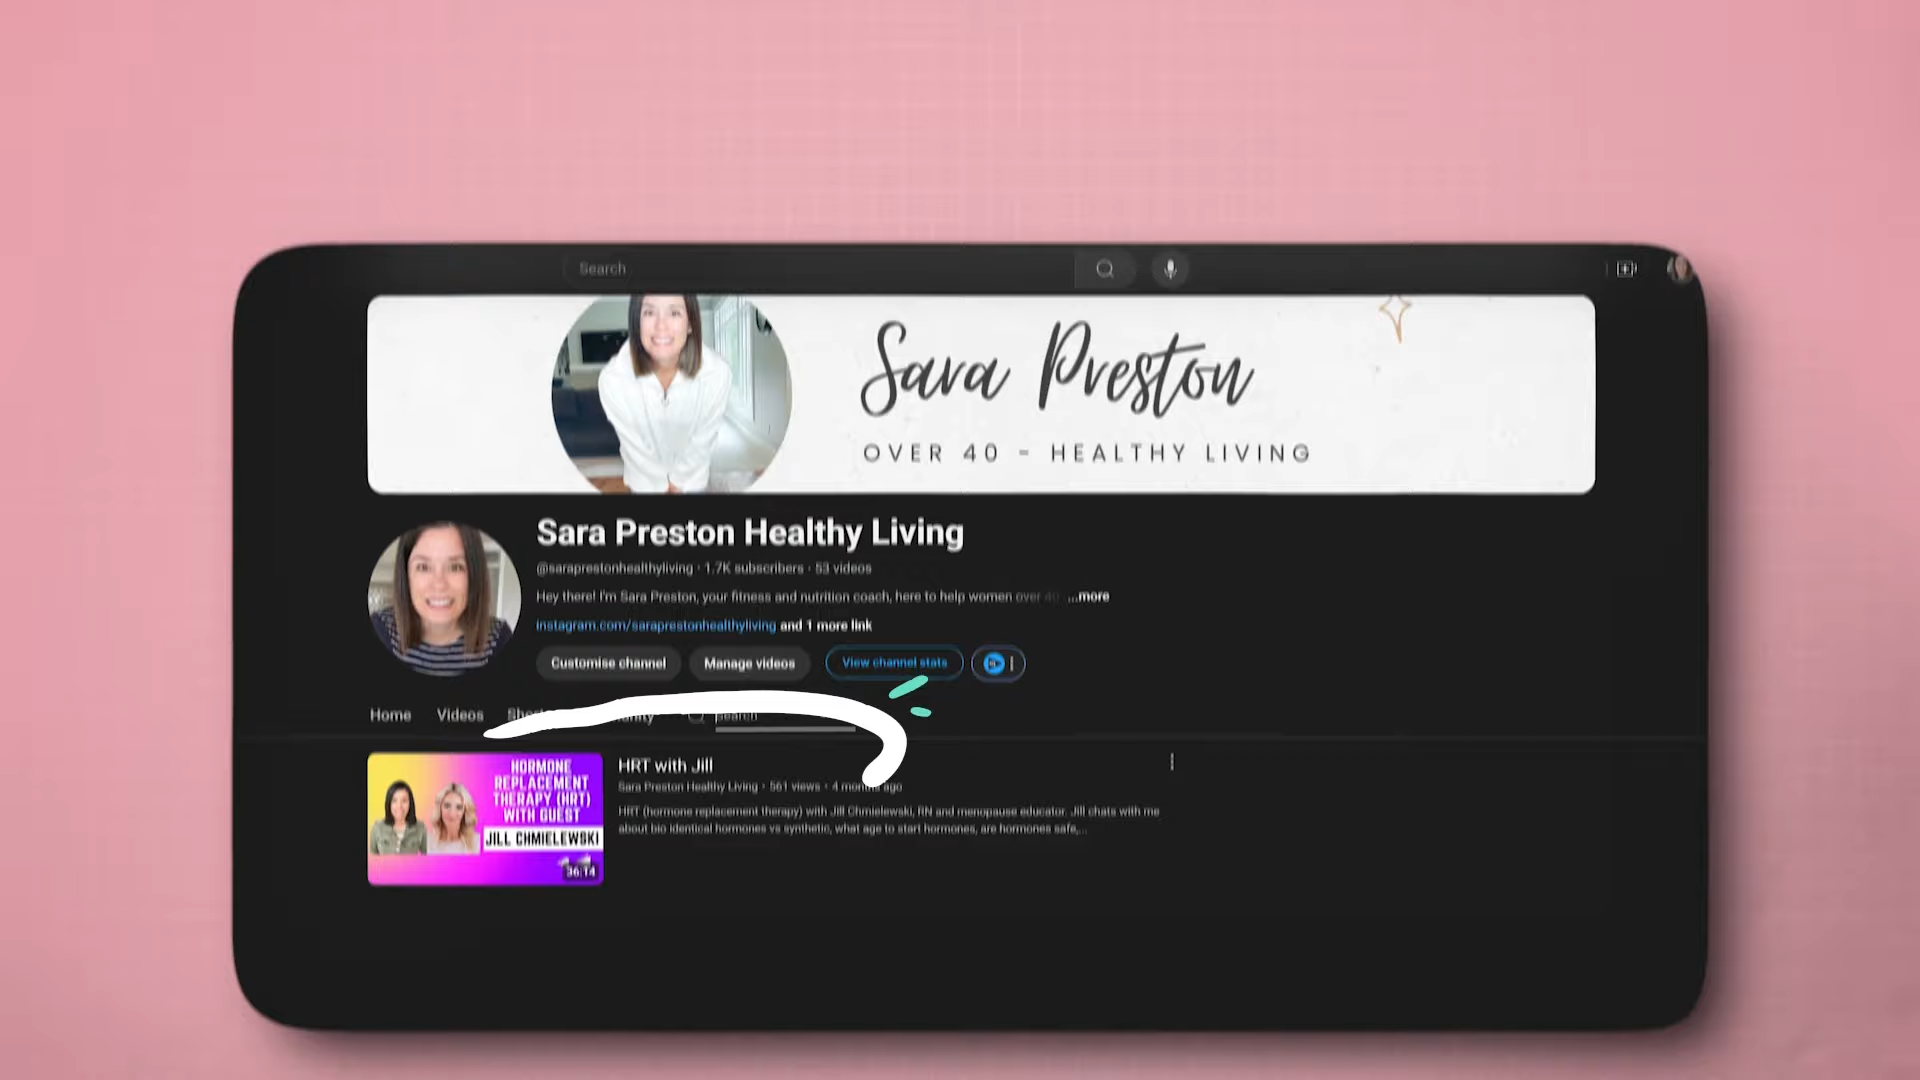 Search
Sara Preston
OVER 40 - HEALTHY LIVING
Sara Preston Healthy Living
@saraprestonhealthyliving · 1.7K subscribers · 53 videos
Hey there! I'm Sara Preston, your fitness and nutrition coach, here to help women over 40 ...more
instagram.com/saraprestonhealthyliving and 1 more link
Customise channel Manage videos View channel stats
Home Videos Search
HORMONE
REPLACEMENT
THERAPY (HRT)
WITH GUEST
JILL CHMIELEWSKI
36:14
HRT with Jill
Sara Preston Healthy Living · 561 views · 4 months ago
HRT (hormone replacement therapy) with Jill Chmielewski, RN and menopause educator. Jill chats with me
about bio identical hormones vs synthetic, what age to start hormones, are hormones safe,...